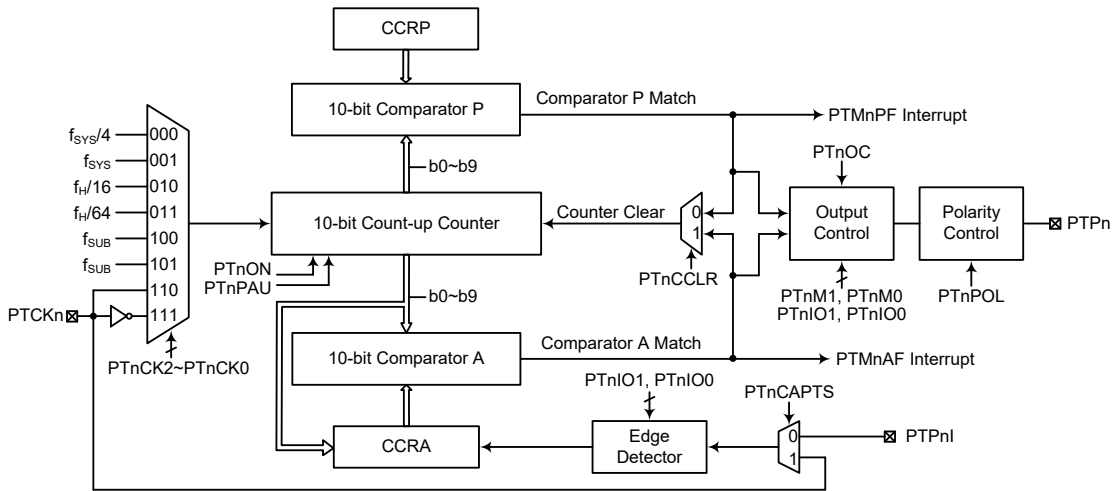 CCRP
10-bit Comparator P
Comparator P Match
PTMnPF Interrupt
fSYS/4
000
fSYS
001
fH/16
010
fH/64
011
fSUB
100
fSUB
101
110
111
PTCKn
PTnCK2~PTnCK0
b0~b9
10-bit Count-up Counter
Counter Clear
0
1
PTnCCLR
PTnON
PTnPAU
PTnOC
Output
Control
PTnM1, PTnM0
PTnIO1, PTnIO0
Polarity
Control
PTnPOL
PTPn
b0~b9
10-bit Comparator A
Comparator A Match
PTMnAF Interrupt
PTnIO1, PTnIO0
PTnCAPTS
CCRA
Edge
Detector
0
1
PTPnI